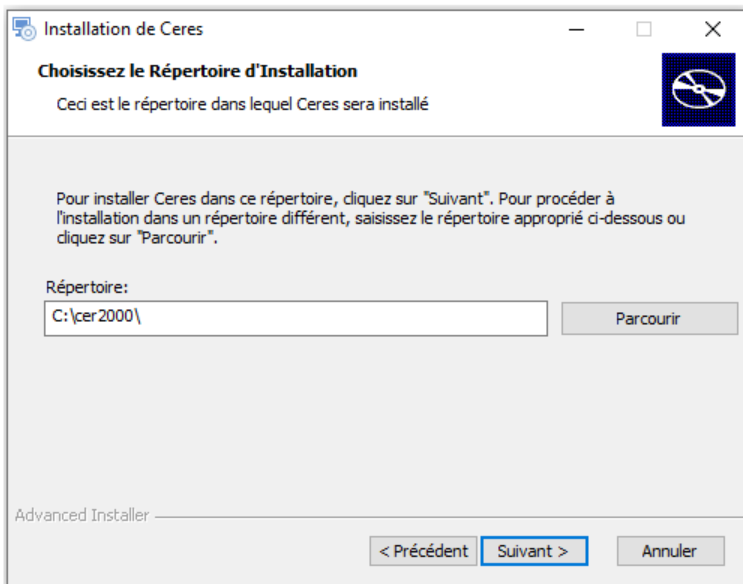 Installation de Ceres
Choisissez le Répertoire d'Installation
Ceci est le répertoire dans lequel Ceres sera installé
Pour installer Ceres dans ce répertoire, cliquez sur "Suivant". Pour procéder à
l'installation dans un répertoire différent, saisissez le répertoire approprié ci-dessous ou
cliquez sur "Parcourir".
Répertoire:
C:\cer2000\
Parcourir
Advanced Installer
< Précédent Suivant > Annuler